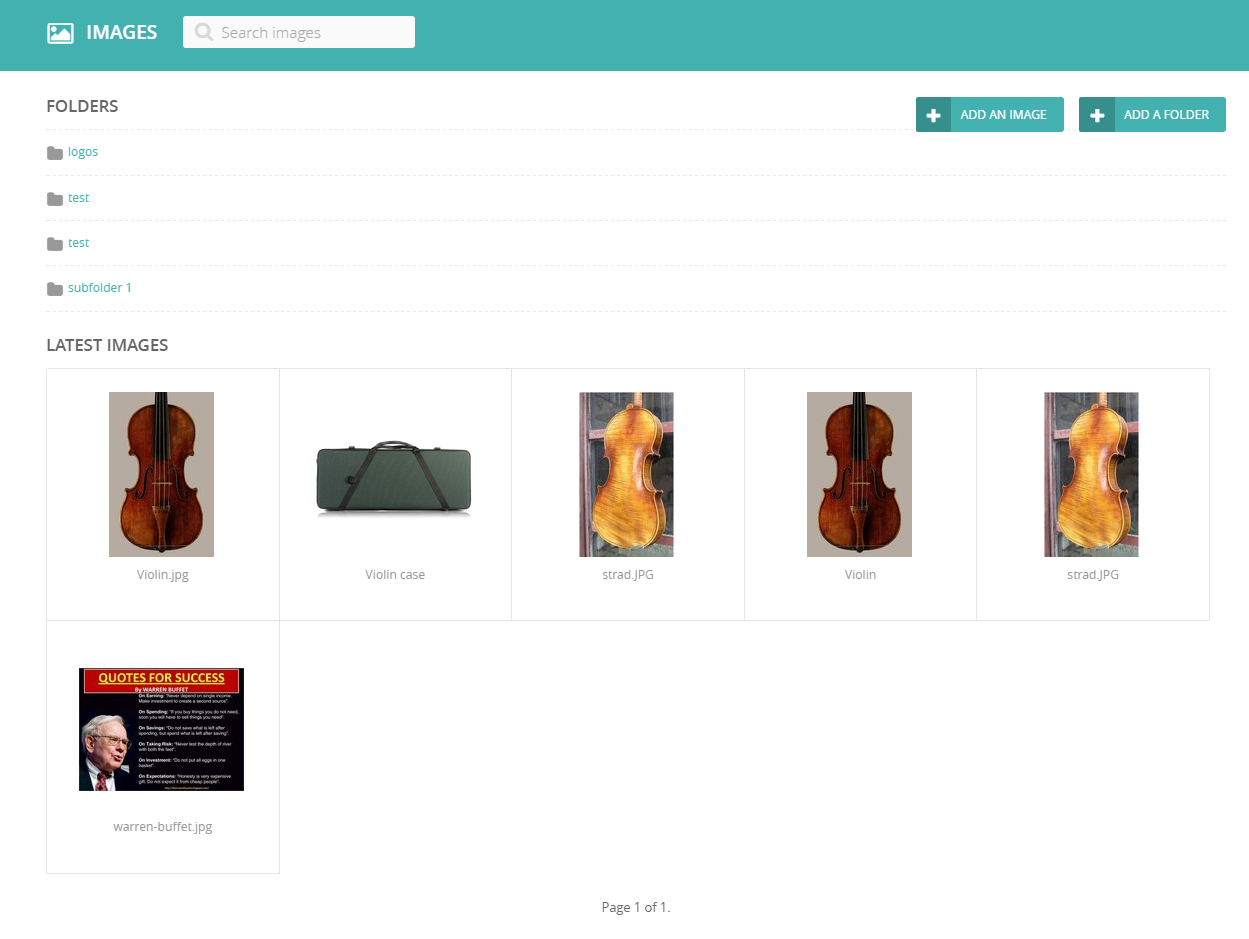 IMAGES
Search images
FOLDERS
ADD AN IMAGE
ADD A FOLDER
logos
test
test
subfolder 1
LATEST IMAGES
Violin.jpg
Violin case
strad.JPG
Violin
strad.JPG
QUOTES FOR SUCCESS
By WARREN BUFFET
On Earning: "Never depend on single income.
Make investment to create a second source".
On Spending: "If you buy things you do not need,
soon you will have to sell things you need".
On Savings: "Do not save what is left after
spending, but spend what is left after saving".
On Taking Risk: "Never test the depth of river
with both the feet".
On Investment: "Do not put all eggs in one
basket".
On Expectations: "Honesty is very expensive
gift. Do not expect it from cheap people".
warren-buffet.jpg
Page 1 of 1.